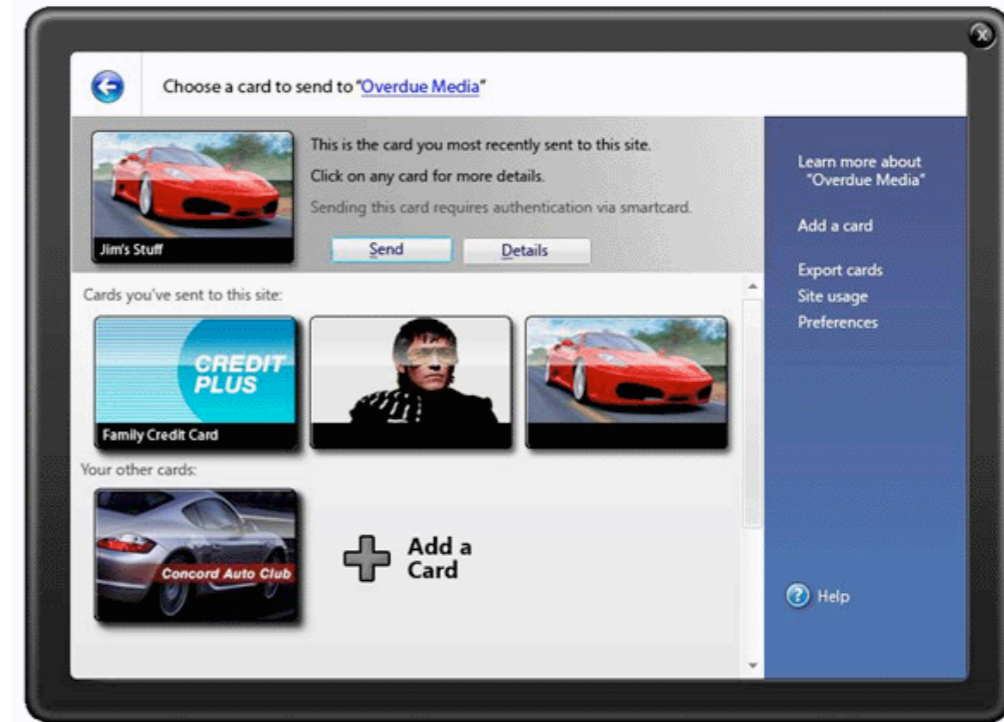 Choose a card to send to "Overdue Media"
This is the card you most recently sent to this site.
Click on any card for more details.
Sending this card requires authentication via smartcard.
Jim's Stuff
Send
Details
Cards you've sent to this site:
CREDIT
PLUS
Family Credit Card
Your other cards:
Concord Auto Club
Add a
Card
Learn more about
"Overdue Media"
Add a card
Export cards
Site usage
Preferences
? Help